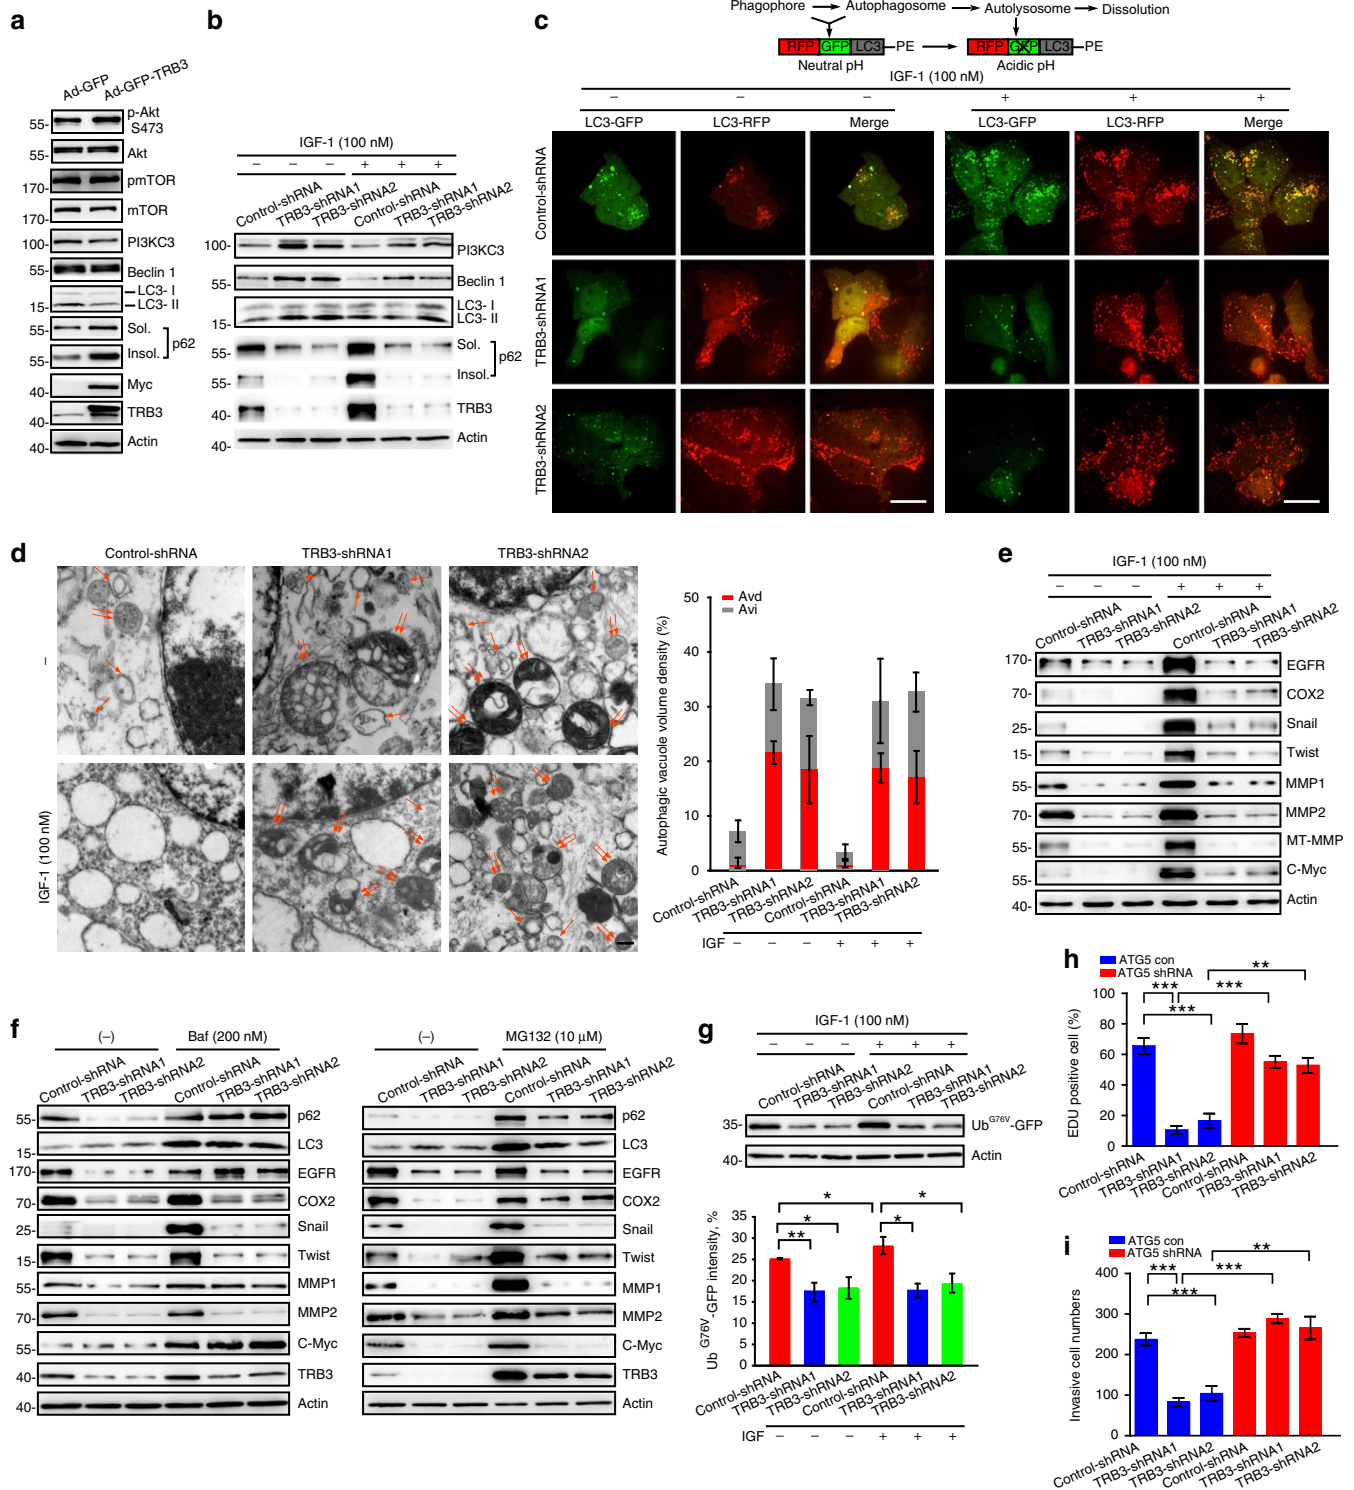 a
Ad-GFP
Ad-GFP-TRB3
55-
p-Akt
S473
55-
Akt
170-
pmTOR
170-
mTOR
100-
PI3KC3
55-
Beclin 1
LC3- I
15-
LC3- II
55-
Sol.
p62
55-
Insol.
40-
Myc
40-
TRB3
40-
Actin
b
IGF-1 (100 nM)
– – – + + +
Control-shRNA
TRB3-shRNA1
TRB3-shRNA2
Control-shRNA
TRB3-shRNA1
TRB3-shRNA2
100-
PI3KC3
55-
Beclin 1
LC3- I
15-
LC3- II
55-
Sol.
p62
55-
Insol.
40-
TRB3
40-
Actin
c
Phagophore
Autophagosome
Autolysosome
Dissolution
RFP GFP LC3 PE
RFP GFP LC3 PE
Neutral pH
Acidic pH
IGF-1 (100 nM)
– – – + + +
LC3-GFP LC3-RFP Merge LC3-GFP LC3-RFP Merge
Control-shRNA
TRB3-shRNA1
TRB3-shRNA2
d
Control-shRNA TRB3-shRNA1 TRB3-shRNA2
–
IGF-1 (100 nM)
Autophagic vacuole volume density (%)
50
40
30
20
10
0
Avd
Avi
Control-shRNA
TRB3-shRNA1
TRB3-shRNA2
Control-shRNA
TRB3-shRNA1
TRB3-shRNA2
IGF – – – + + +
e
IGF-1 (100 nM)
– – – + + +
Control-shRNA
TRB3-shRNA1
TRB3-shRNA2
Control-shRNA
TRB3-shRNA1
TRB3-shRNA2
170-
EGFR
70-
COX2
25-
Snail
15-
Twist
55-
MMP1
70-
MMP2
55-
MT-MMP
55-
C-Myc
40-
Actin
f
(–)
Baf (200 nM)
Control-shRNA
TRB3-shRNA1
TRB3-shRNA2
Control-shRNA
TRB3-shRNA1
TRB3-shRNA2
55-
p62
15-
LC3
170-
EGFR
70-
COX2
25-
Snail
15-
Twist
55-
MMP1
70-
MMP2
55-
C-Myc
40-
TRB3
40-
Actin
(–)
MG132 (10 μM)
Control-shRNA
TRB3-shRNA1
TRB3-shRNA2
Control-shRNA
TRB3-shRNA1
TRB3-shRNA2
p62
LC3
EGFR
COX2
Snail
Twist
MMP1
MMP2
C-Myc
TRB3
Actin
g
IGF-1 (100 nM)
– – – + + +
Control-shRNA
TRB3-shRNA1
TRB3-shRNA2
Control-shRNA
TRB3-shRNA1
TRB3-shRNA2
35-
UbG76V-GFP
40-
Actin
Ub G76V-GFP intensity, %
35
30
25
20
15
10
5
0
**
*
*
*
*
Control-shRNA
TRB3-shRNA1
TRB3-shRNA2
Control-shRNA
TRB3-shRNA1
TRB3-shRNA2
IGF – – – + + +
h
ATG5 con
ATG5 shRNA
EDU positive cell (%)
100
80
60
40
20
0
***
***
***
**
Control-shRNA
TRB3-shRNA1
TRB3-shRNA2
Control-shRNA
TRB3-shRNA1
TRB3-shRNA2
i
ATG5 con
ATG5 shRNA
Invasive cell numbers
400
300
200
100
0
***
***
***
**
Control-shRNA
TRB3-shRNA1
TRB3-shRNA2
Control-shRNA
TRB3-shRNA1
TRB3-shRNA2